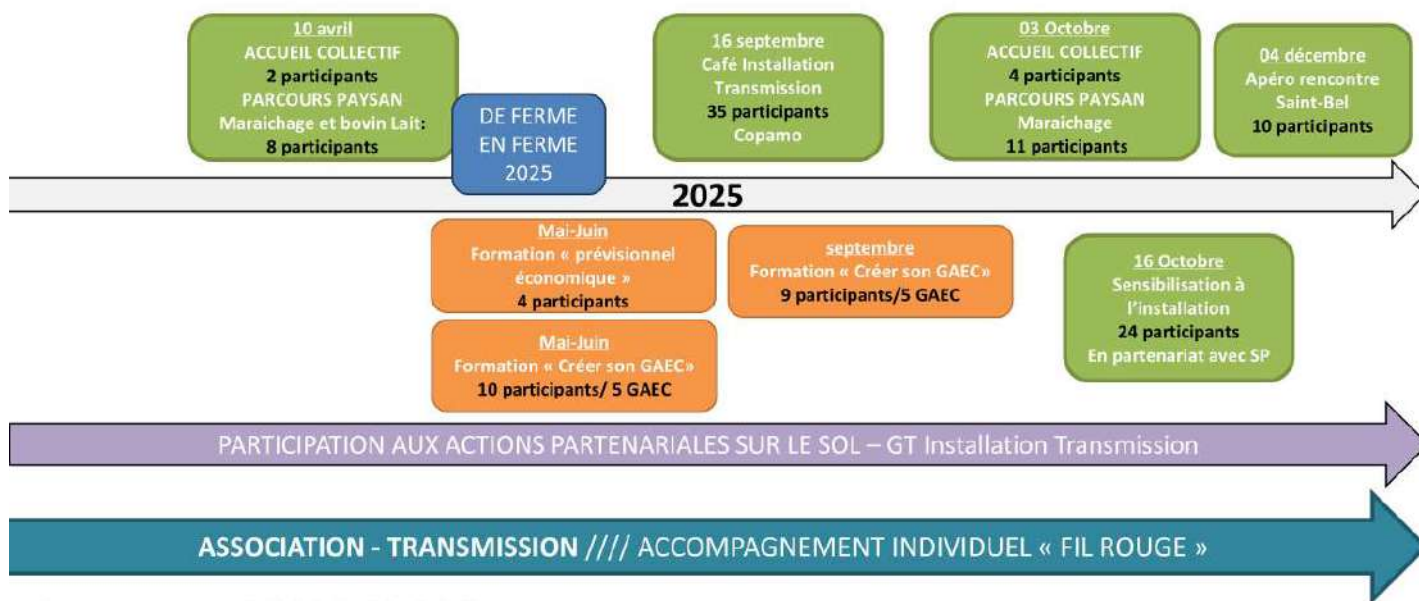 10 avril
ACCUEIL COLLECTIF
2 participants
PARCOURS PAYSAN
Maraichage et bovin Lait:
8 participants
DE FERME
EN FERME
2025
16 septembre
Café Installation
Transmission
35 participants
Copamo
03 Octobre
ACCUEIL COLLECTIF
4 participants
PARCOURS PAYSAN
Maraichage
11 participants
04 décembre
Apéro rencontre
Saint-Bel
10 participants
2025
Mai-Juin
Formation « prévisionnel
économique »
4 participants
Mai-Juin
Formation « Créer son GAEC»
10 participants/ 5 GAEC
septembre
Formation « Créer son GAEC»
9 participants/5 GAEC
16 Octobre
Sensibilisation à
l'installation
24 participants
En partenariat avec SP
PARTICIPATION AUX ACTIONS PARTENARIALES SUR LE SOL – GT Installation Transmission
ASSOCIATION - TRANSMISSION //// ACCOMPAGNEMENT INDIVIDUEL « FIL ROUGE »